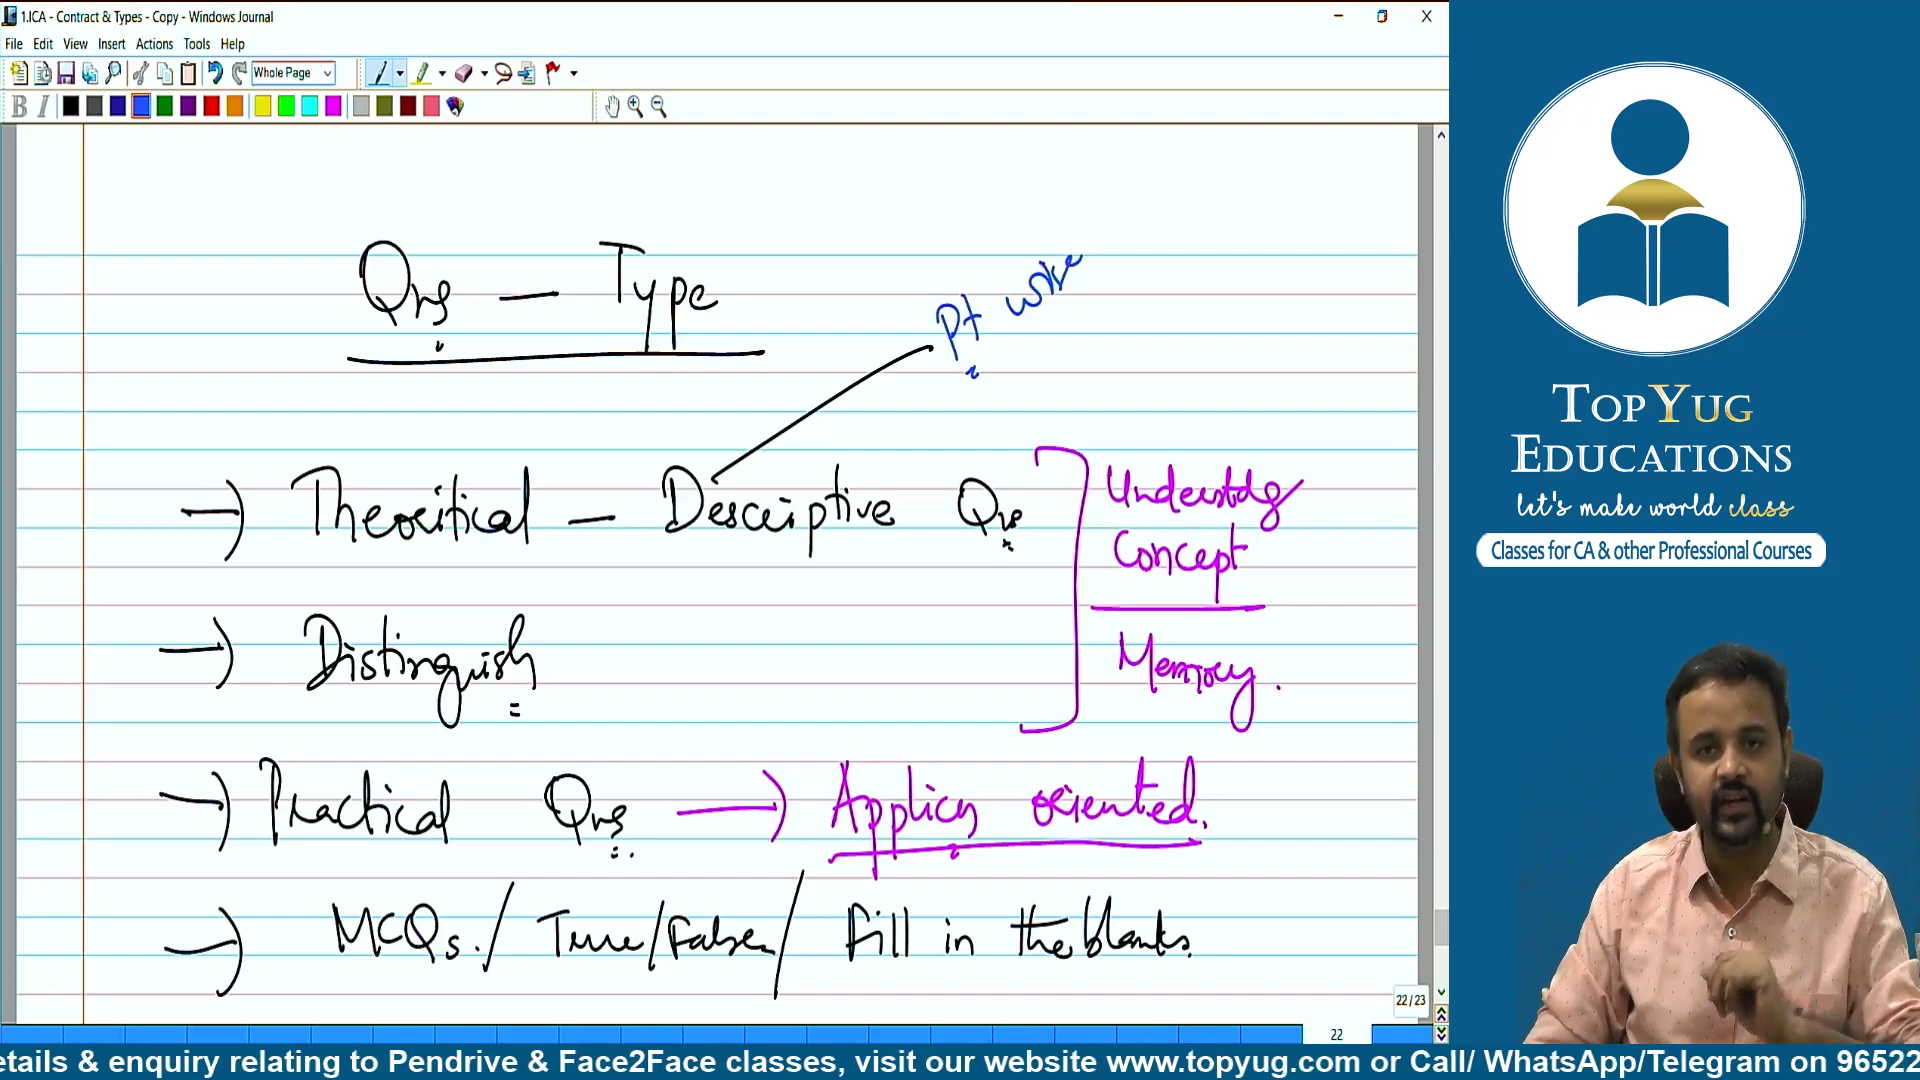 1.ICA - Contract & Types - Copy - Windows Journal
File Edit View Insert Actions Tools Help
Whole Page
B I
Qns — Type
Pt wise
→ Theoritical — Descriptive Qns
Understdg
Concept
Memory.
→ Distinguish
→ Practical Qns → Applicn oriented.
→ MCQs. / True/False / Fill in the blanks.
22/23
22
TOPYUG
EDUCATIONS
let's make world class
Classes for CA & other Professional Courses
etails & enquiry relating to Pendrive & Face2Face classes, visit our website www.topyug.com or Call/ WhatsApp/Telegram on 96522